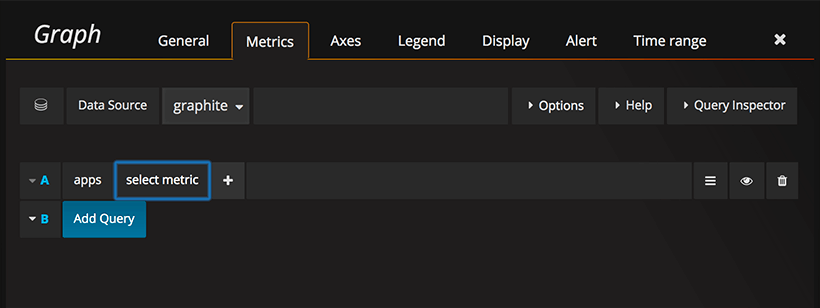 Graph General Metrics Axes Legend Display Alert Time range
Data Source graphite Options Help Query Inspector
A apps select metric
B Add Query